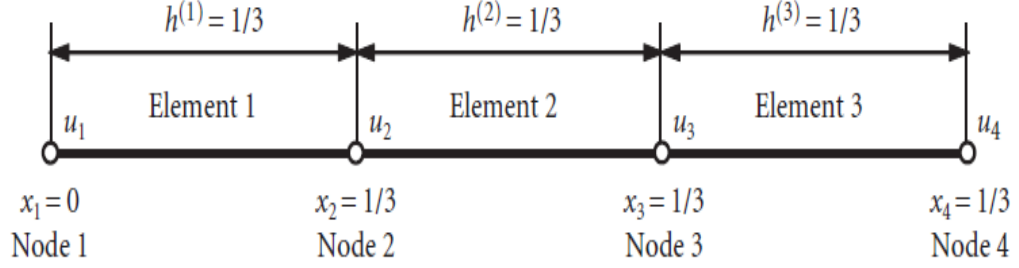 h⁽¹⁾ = 1/3 h⁽²⁾ = 1/3 h⁽³⁾ = 1/3
Element 1 Element 2 Element 3
u₁ u₂ u₃ u₄
x₁ = 0 x₂ = 1/3 x₃ = 1/3 x₄ = 1/3
Node 1 Node 2 Node 3 Node 4